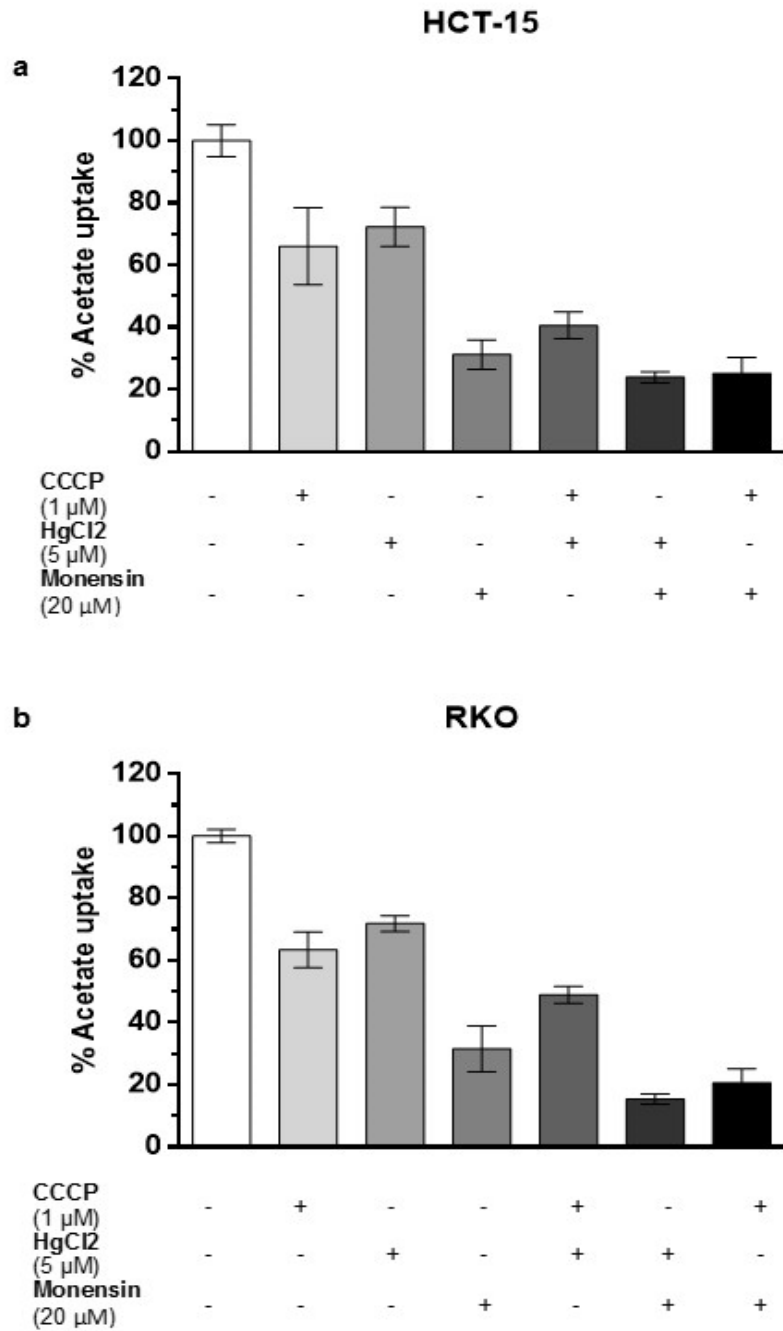 HCT-15
a
120
100
80
60
40
20
0
% Acetate uptake
CCCP - + - - + - +
(1 µM)
HgCl2 - - + - + + -
(5 µM)
Monensin - - - + - + +
(20 µM)
b
RKO
120
100
80
60
40
20
0
% Acetate uptake
CCCP - + - - + - +
(1 µM)
HgCl2 - - + - + + -
(5 µM)
Monensin - - - + - + +
(20 µM)